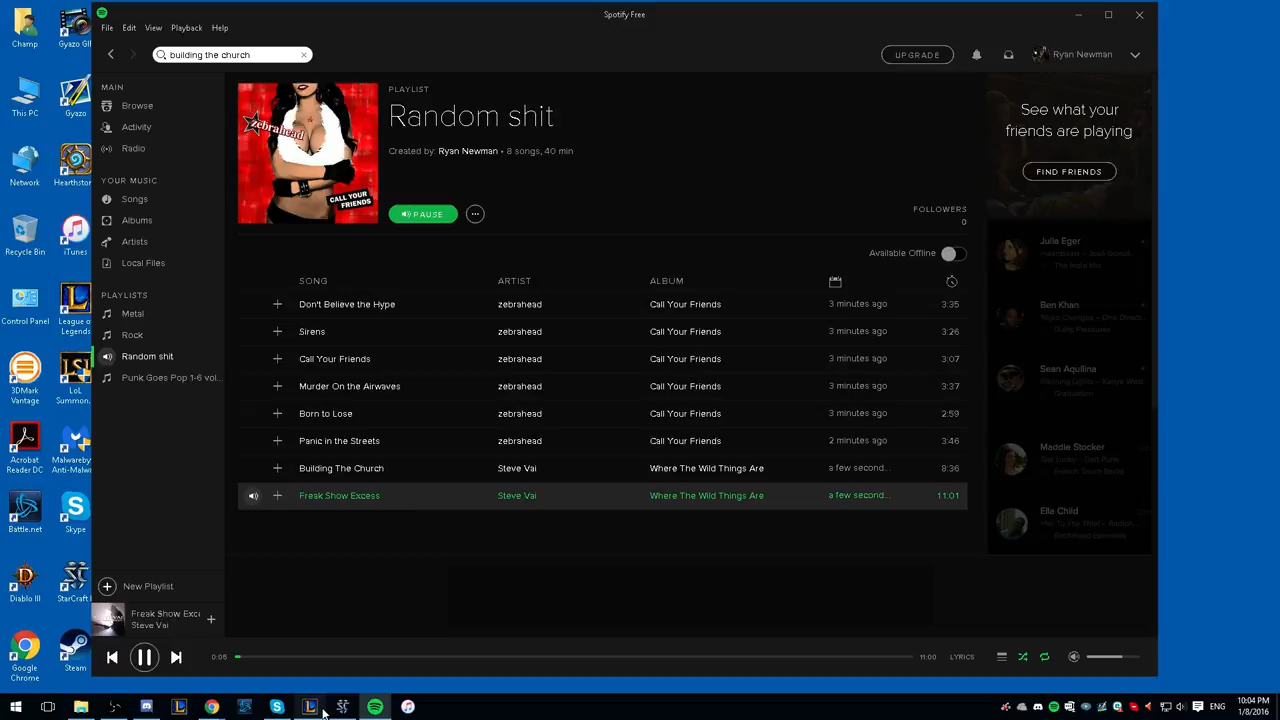 Spotify Free
File Edit View Playback Help
building the church
UPGRADE
Ryan Newman
MAIN
Browse
Activity
Radio
YOUR MUSIC
Songs
Albums
Artists
Local Files
PLAYLISTS
Metal
Rock
Random shit
Punk Goes Pop 1-6 vol...
New Playlist
Freak Show Exce
Steve Vai
zebrahead
CALL YOUR
FRIENDS
PLAYLIST
Random shit
Created by: Ryan Newman • 8 songs, 40 min
PAUSE
FOLLOWERS
0
Available Offline
SONG ARTIST ALBUM
Don't Believe the Hype zebrahead Call Your Friends 3 minutes ago 3:35
Sirens zebrahead Call Your Friends 3 minutes ago 3:26
Call Your Friends zebrahead Call Your Friends 3 minutes ago 3:07
Murder On the Airwaves zebrahead Call Your Friends 3 minutes ago 3:37
Born to Lose zebrahead Call Your Friends 3 minutes ago 2:59
Panic in the Streets zebrahead Call Your Friends 2 minutes ago 3:46
Building The Church Steve Vai Where The Wild Things Are a few second... 8:36
Freak Show Excess Steve Vai Where The Wild Things Are a few second... 11:01
See what your
friends are playing
FIND FRIENDS
Julia Eger
The Indie Mix
Ben Khan
Guilty Pleasures
Sean Aquilina
Graduation
Maddie Stocker
Ella Child
0:05 11:00 LYRICS
Champ
Gyazo GIF
This PC
Gyazo
Network
Hearthstone
Recycle Bin
iTunes
Control Panel
League of
Legends
3DMark
Vantage
LoL
Summon...
Acrobat
Reader DC
Malwareby...
Anti-Malw...
Battle.net
Skype
Diablo III
StarCraft
Google
Chrome
Steam
ENG
10:04 PM
1/8/2016